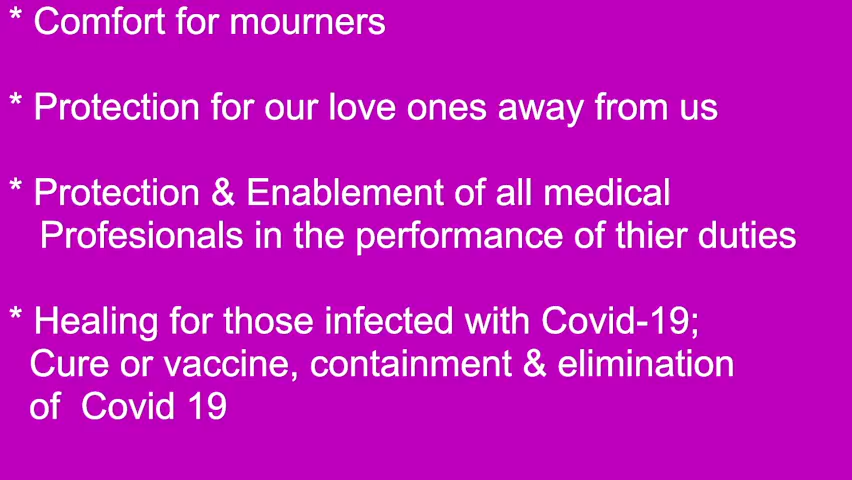 * Comfort for mourners
* Protection for our love ones away from us
* Protection & Enablement of all medical
Profesionals in the performance of thier duties
* Healing for those infected with Covid-19;
Cure or vaccine, containment & elimination
of  Covid 19